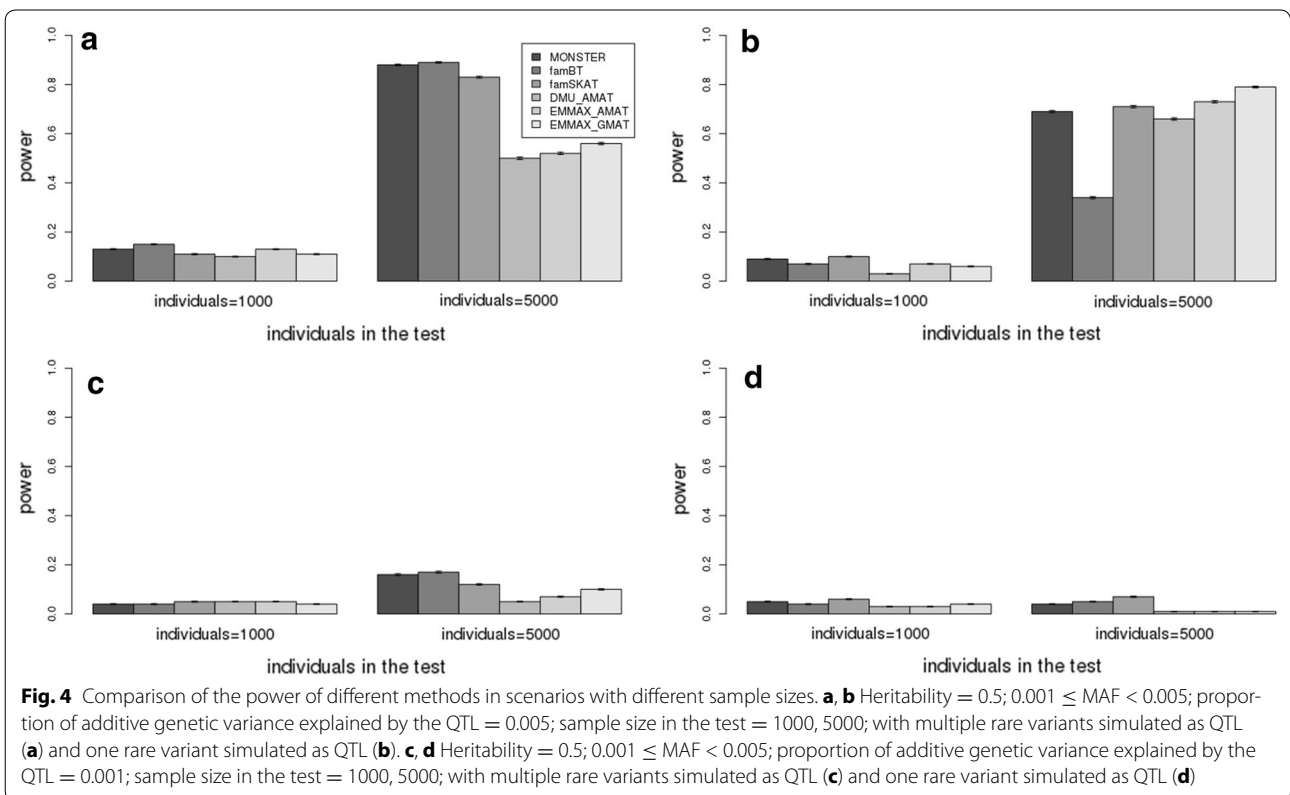 a
power
0.0 0.2 0.4 0.6 0.8 1.0
MONSTER
famBT
famSKAT
DMU_AMAT
EMMAX_AMAT
EMMAX_GMAT
individuals=1000 individuals=5000
individuals in the test
b
power
0.0 0.2 0.4 0.6 0.8 1.0
individuals=1000 individuals=5000
individuals in the test
c
power
0.0 0.2 0.4 0.6 0.8 1.0
individuals=1000 individuals=5000
individuals in the test
d
power
0.0 0.2 0.4 0.6 0.8 1.0
individuals=1000 individuals=5000
individuals in the test
Fig. 4 Comparison of the power of different methods in scenarios with different sample sizes. a, b Heritability = 0.5; 0.001 ≤ MAF < 0.005; propor-
tion of additive genetic variance explained by the QTL = 0.005; sample size in the test = 1000, 5000; with multiple rare variants simulated as QTL
(a) and one rare variant simulated as QTL (b). c, d Heritability = 0.5; 0.001 ≤ MAF < 0.005; proportion of additive genetic variance explained by the
QTL = 0.001; sample size in the test = 1000, 5000; with multiple rare variants simulated as QTL (c) and one rare variant simulated as QTL (d)